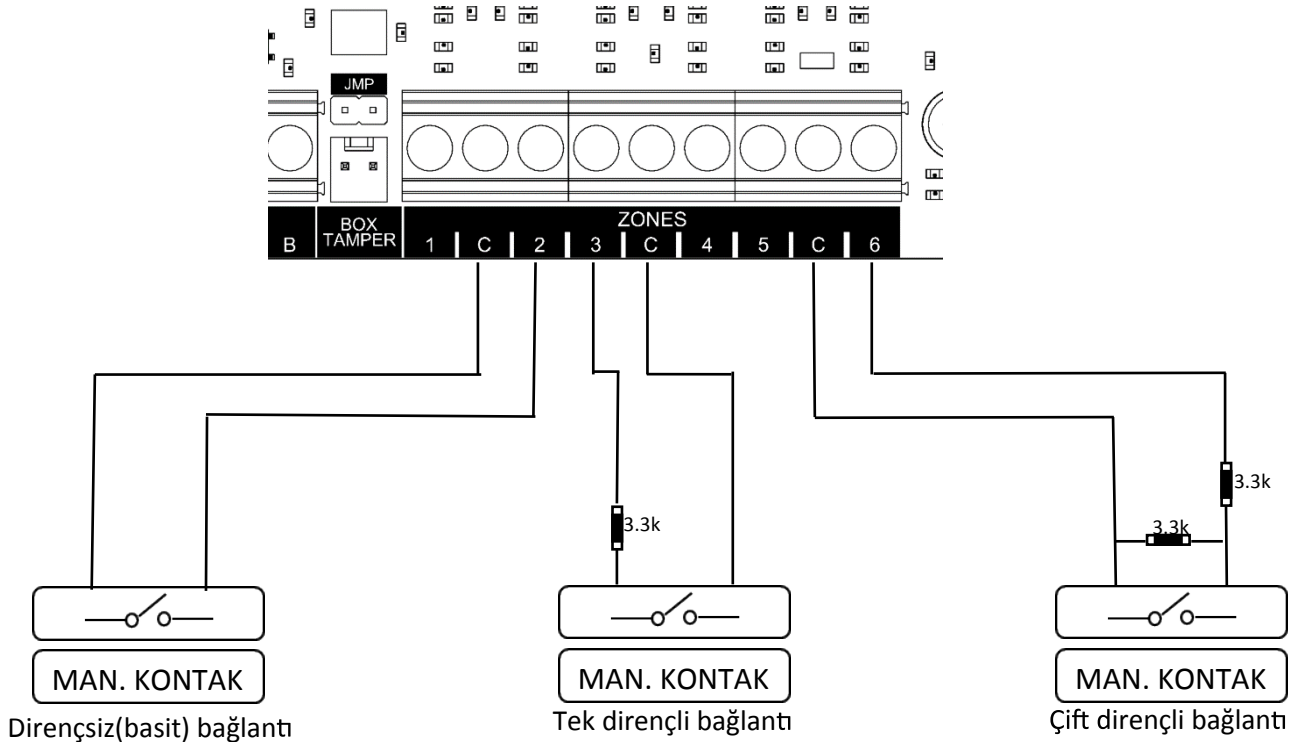 JMP
ZONES
B
BOX
TAMPER
1 C 2 3 C 4 5 C 6
3.3k
3.3k
3.3k
MAN. KONTAK
MAN. KONTAK
MAN. KONTAK
Dirençsiz(basit) bağlantı
Tek dirençli bağlantı
Çift dirençli bağlantı